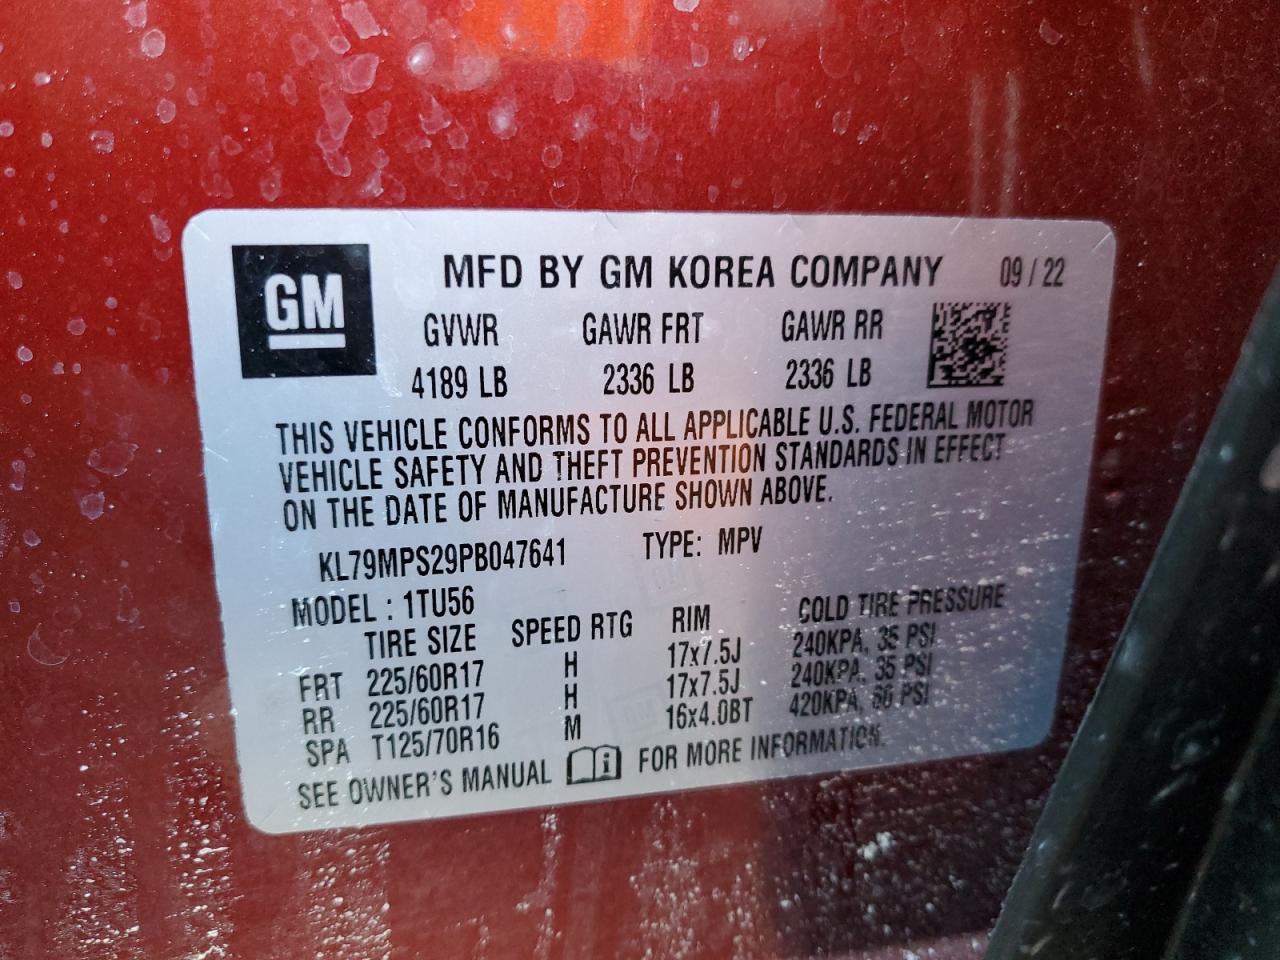 GM
MFD BY GM KOREA COMPANY 09 / 22
GVWR GAWR FRT GAWR RR
4189 LB 2336 LB 2336 LB
THIS VEHICLE CONFORMS TO ALL APPLICABLE U.S. FEDERAL MOTOR
VEHICLE SAFETY AND THEFT PREVENTION STANDARDS IN EFFECT
ON THE DATE OF MANUFACTURE SHOWN ABOVE.
KL79MPS29PB047641 TYPE: MPV
MODEL : 1TU56
TIRE SIZE SPEED RTG RIM COLD TIRE PRESSURE
FRT 225/60R17 H 17x7.5J 240KPA, 35 PSI
RR 225/60R17 H 17x7.5J 240KPA, 35 PSI
SPA T125/70R16 M 16x4.0BT 420KPA, 60 PSI
SEE OWNER'S MANUAL i FOR MORE INFORMATION.